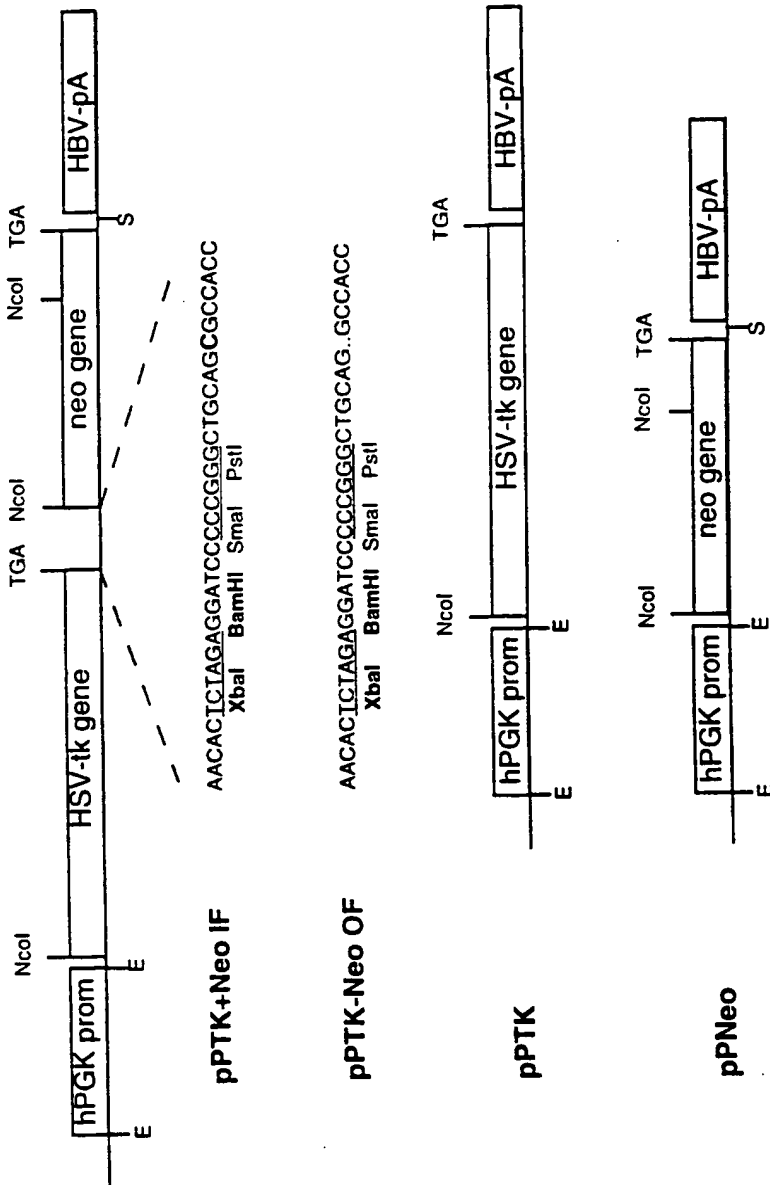 NcoI TGA NcoI NcoI TGA
hPGK prom HSV-tk gene neo gene HBV-pA
E E S
pPTK+Neo IF AACACTCTAGAGGATCCCCCGGGCTGCAGCGCCACC
XbaI BamHI SmaI PstI
pPTK-Neo OF AACACTCTAGAGGATCCCCCGGGCTGCAG..GCCACC
XbaI BamHI SmaI PstI
NcoI TGA
pPTK hPGK prom HSV-tk gene HBV-pA
E E
NcoI NcoI TGA
pPNeo hPGK prom neo gene HBV-pA
E E S